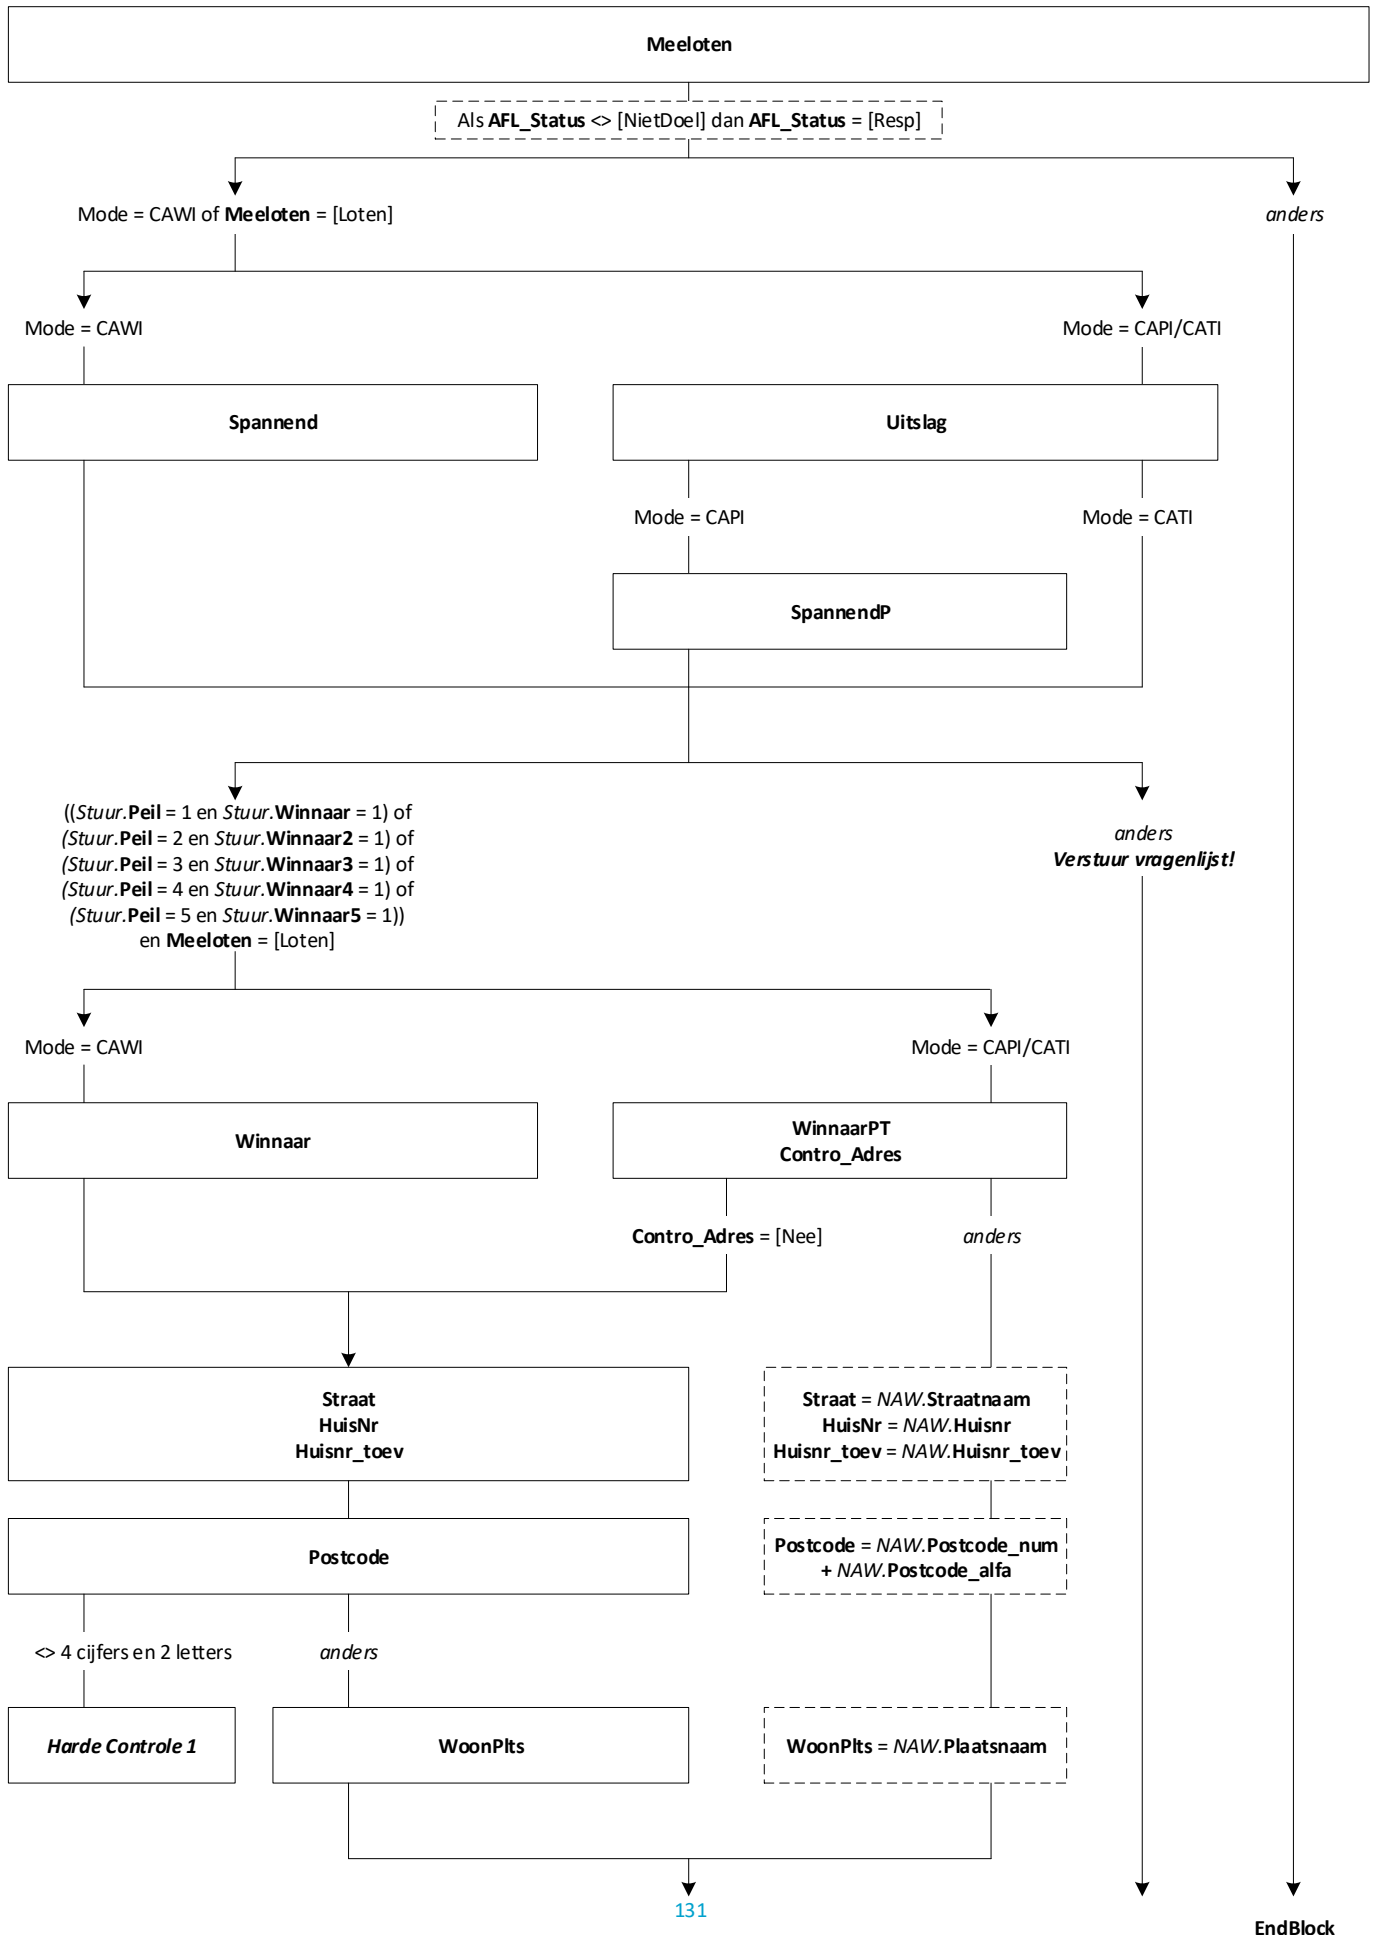 Meeloten
Als AFL_Status <> [NietDoel] dan AFL_Status = [Resp]
Mode = CAWI of Meeloten = [Loten]
anders
Mode = CAWI
Mode = CAPI/CATI
Spannend
Uitslag
Mode = CAPI
Mode = CATI
SpannendP
((Stuur.Peil = 1 en Stuur.Winnaar = 1) of
(Stuur.Peil = 2 en Stuur.Winnaar2 = 1) of
(Stuur.Peil = 3 en Stuur.Winnaar3 = 1) of
(Stuur.Peil = 4 en Stuur.Winnaar4 = 1) of
(Stuur.Peil = 5 en Stuur.Winnaar5 = 1))
en Meeloten = [Loten]
anders
Verstuur vragenlijst!
Mode = CAWI
Mode = CAPI/CATI
Winnaar
WinnaarPT
Contro_Adres
Contro_Adres = [Nee]
anders
Straat
HuisNr
Huisnr_toev
Straat = NAW.Straatnaam
HuisNr = NAW.Huisnr
Huisnr_toev = NAW.Huisnr_toev
Postcode
Postcode = NAW.Postcode_num
+ NAW.Postcode_alfa
<> 4 cijfers en 2 letters
anders
Harde Controle 1
WoonPlts
WoonPlts = NAW.Plaatsnaam
131
EndBlock